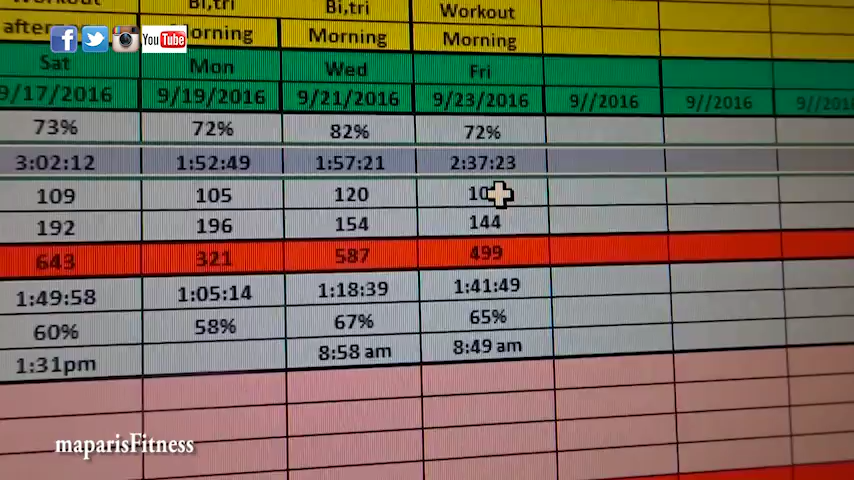 Workout Bi,tri Bi,tri Workout
Morning Morning Morning
Sat Mon Wed Fri
9/17/2016 9/19/2016 9/21/2016 9/23/2016 9//2016 9//2016
73% 72% 82% 72%
3:02:12 1:52:49 1:57:21 2:37:23
109 105 120
192 196 154 144
643 321 587 499
1:49:58 1:05:14 1:18:39 1:41:49
60% 58% 67% 65%
1:31pm 8:58 am 8:49 am
You Tube
maparisFitness